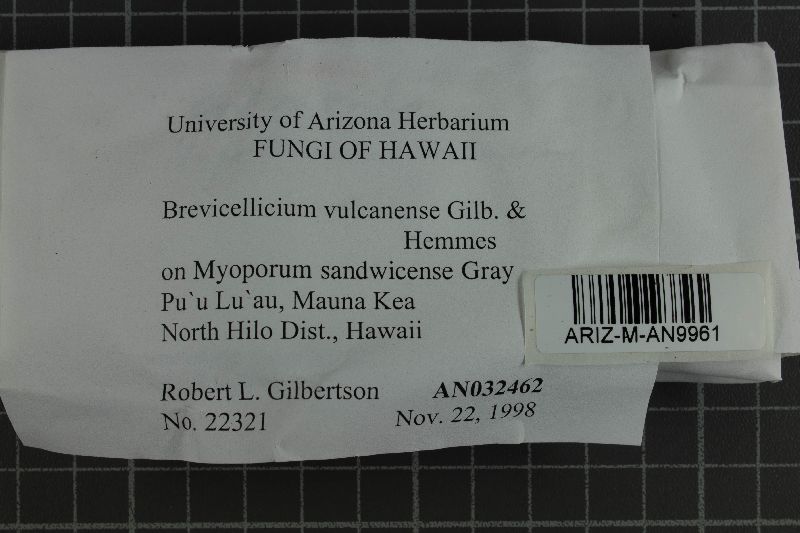 University of Arizona Herbarium
FUNGI OF HAWAII
Brevicellicium vulcanense Gilb. &
Hemmes
on Myoporum sandwicense Gray
Pu`u Lu`au, Mauna Kea
North Hilo Dist., Hawaii
ARIZ-M-AN9961
Robert L. Gilbertson AN032462
No. 22321 Nov. 22, 1998